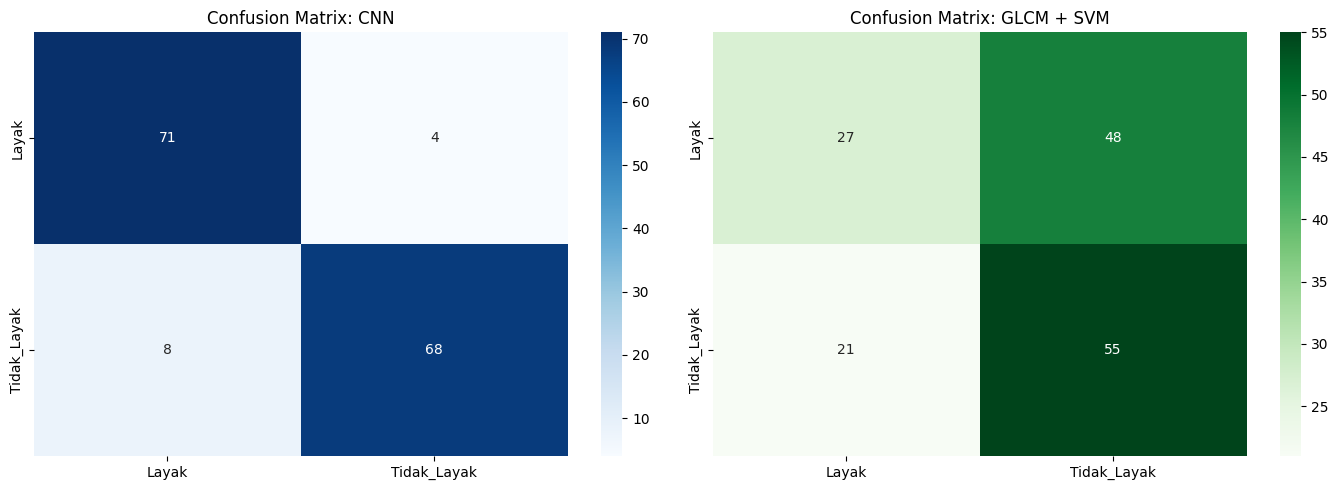 Confusion Matrix: CNN
Layak
Tidak_Layak
71
4
8
68
Layak
Tidak_Layak
70
60
50
40
30
20
10
Confusion Matrix: GLCM + SVM
Layak
Tidak_Layak
27
48
21
55
Layak
Tidak_Layak
55
50
45
40
35
30
25